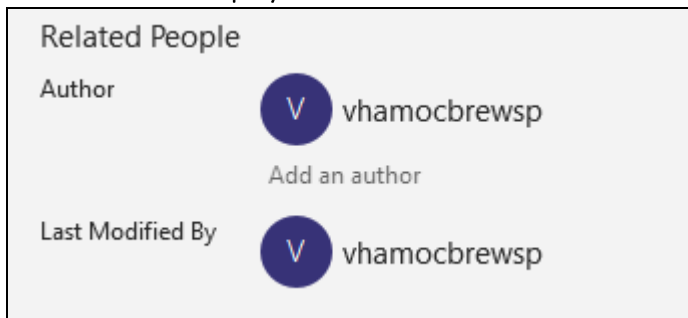 Related People
Author
V vhamocbrewsp
Add an author
Last Modified By
V vhamocbrewsp